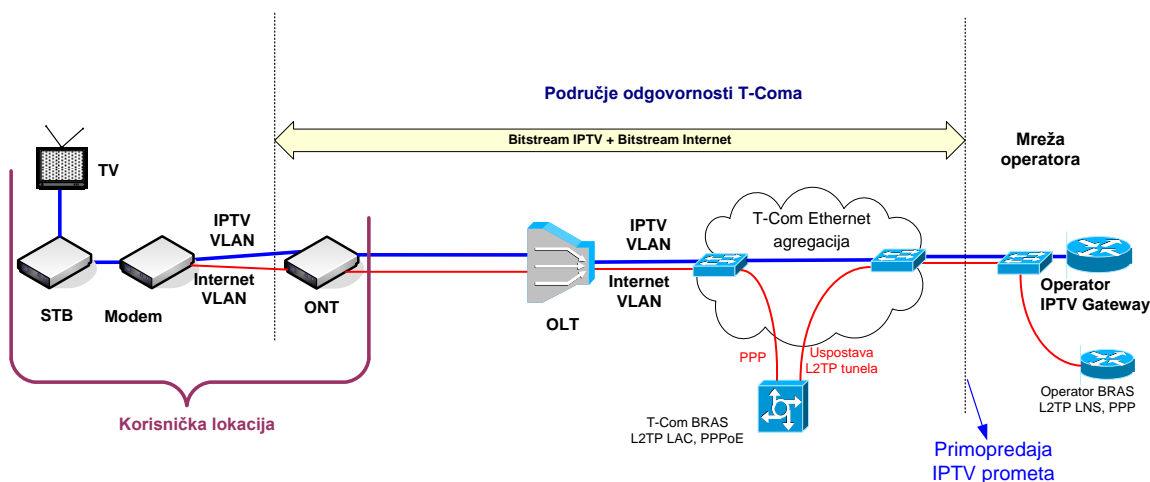 Područje odgovornosti T-Coma
Bitstream IPTV + Bitstream Internet
Mreža
operatora
TV
IPTV
VLAN
Internet
VLAN
STB
Modem
ONT
OLT
IPTV
VLAN
Internet
VLAN
T-Com Ethernet
agregacija
PPP
Uspostava
L2TP tunela
T-Com BRAS
L2TP LAC, PPPoE
Operator
IPTV Gateway
Operator BRAS
L2TP LNS, PPP
Korisnička lokacija
Primopredaja
IPTV prometa